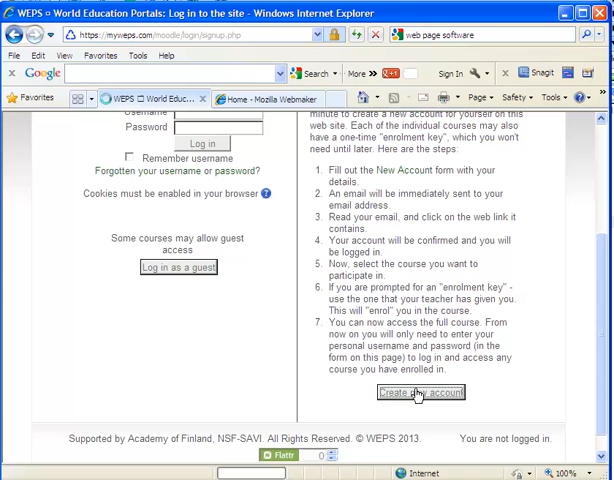 WEPS ¤ World Education Portals: Log in to the site - Windows Internet Explorer
https://myweps.com/moodle/login/signup.php
web page software
File Edit View Favorites Tools Help
Google Search More » Sign In Snagit
Favorites WEPS ¤ World Educ... Home - Mozilla Webmaker Page Safety Tools
Username
Password
Log in
Remember username
Forgotten your username or password?
Cookies must be enabled in your browser
Some courses may allow guest
access
Log in as a guest
minute to create a new account for yourself on this
web site. Each of the individual courses may also
have a one-time "enrolment key", which you won't
need until later. Here are the steps:
1. Fill out the New Account form with your
details.
2. An email will be immediately sent to your
email address.
3. Read your email, and click on the web link it
contains.
4. Your account will be confirmed and you will
be logged in.
5. Now, select the course you want to
participate in.
6. If you are prompted for an "enrolment key" -
use the one that your teacher has given you.
This will "enrol" you in the course.
7. You can now access the full course. From
now on you will only need to enter your
personal username and password (in the
form on this page) to log in and access any
course you have enrolled in.
Create new account
Supported by Academy of Finland, NSF-SAVI. All Rights Reserved. © WEPS 2013. You are not logged in.
Flattr 0
Internet 100%